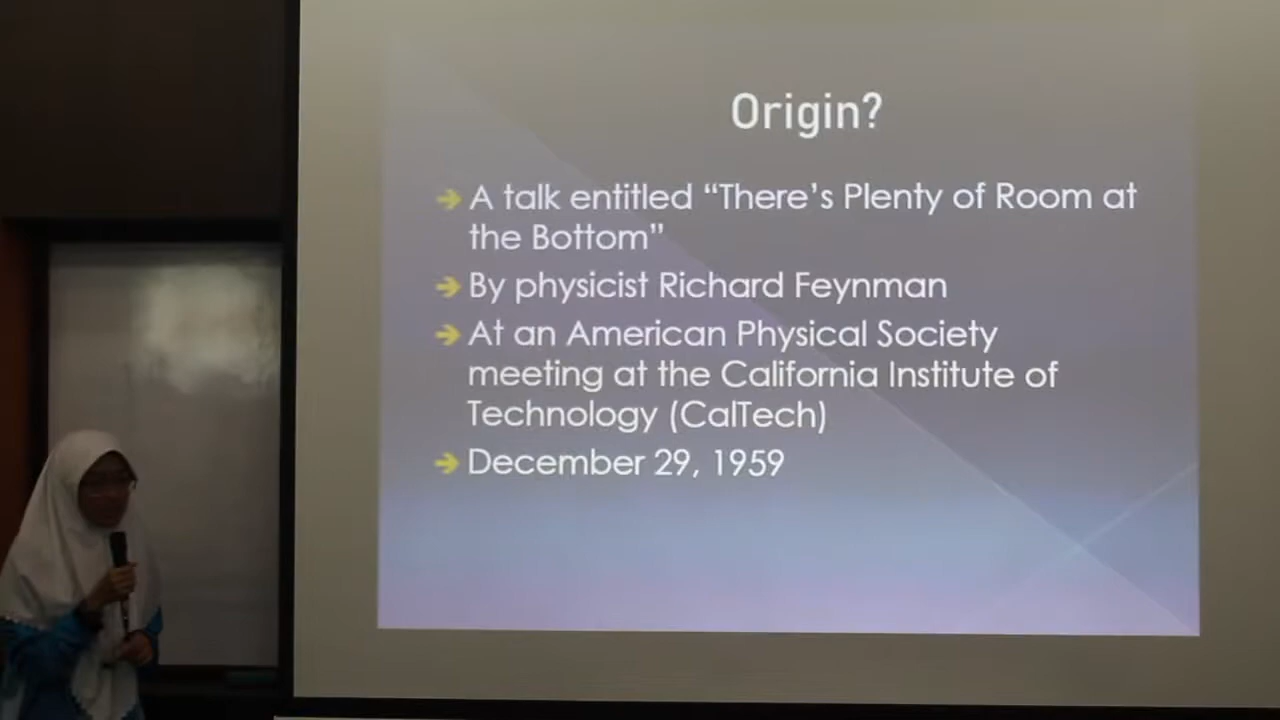 Origin?
A talk entitled “There’s Plenty of Room at
the Bottom”
By physicist Richard Feynman
At an American Physical Society
meeting at the California Institute of
Technology (CalTech)
December 29, 1959